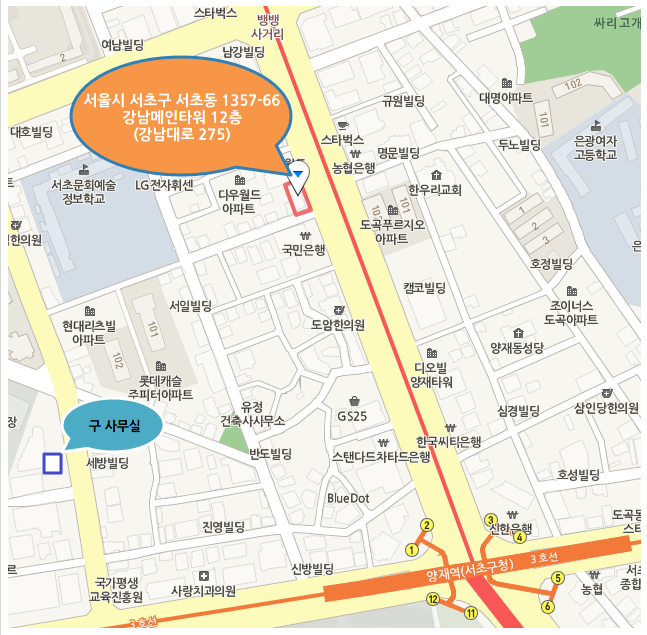 스타벅스
뱅뱅
사거리
싸리고개
여남빌딩
남강빌딩
2
102
서울시 서초구 서초동 1357-66
강남메인타워 12층
(강남대로 275)
규원빌딩
대명아파트
101
대호빌딩
스타벅스
두노빌딩
은광여자
고등학교
명문빌딩
농협은행
서초문화예술
정보학교
LG전자휘센
디오월드
아파트
한우리교회
102
101
도곡푸르지오
아파트
1
2
3
한의원
국민은행
호정빌딩
캠코빌딩
서일빌딩
조이너스
도곡아파트
현대리츠빌
아파트
101
도암한의원
양재동성당
102
롯데캐슬
주피터아파트
디오빌
양재타워
유정
건축사사무소
GS25
심경빌딩
삼인당한의원
장
구 사무실
한국씨티은행
세방빌딩
반도빌딩
스탠다드차타드은행
호성빌딩
BlueDot
진영빌딩
신한은행
도곡동
스타
2
3
4
1
신방빌딩
양재역(서초구청)
3호선
르
국가평생
교육진흥원
사랑치과의원
5
농협
서초
종합
12
11
6
3호선